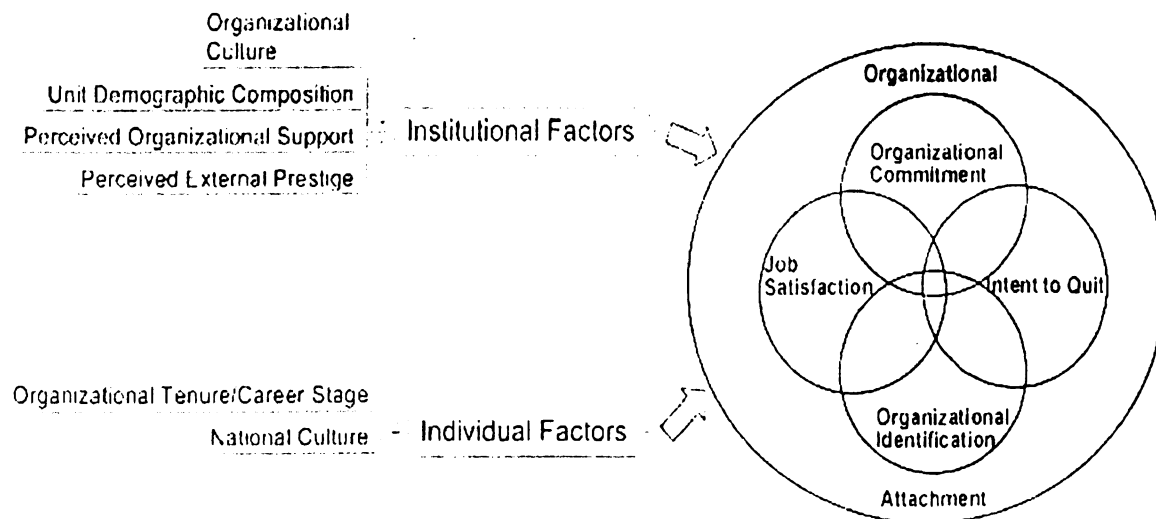 Organizational
Culture
Unit Demographic Composition
Perceived Organizational Support
Perceived External Prestige
Institutional Factors
Organizational Tenure/Career Stage
National Culture
Individual Factors
Organizational
Organizational
Commitment
Job
Satisfaction
Intent to Quit
Organizational
Identification
Attachment